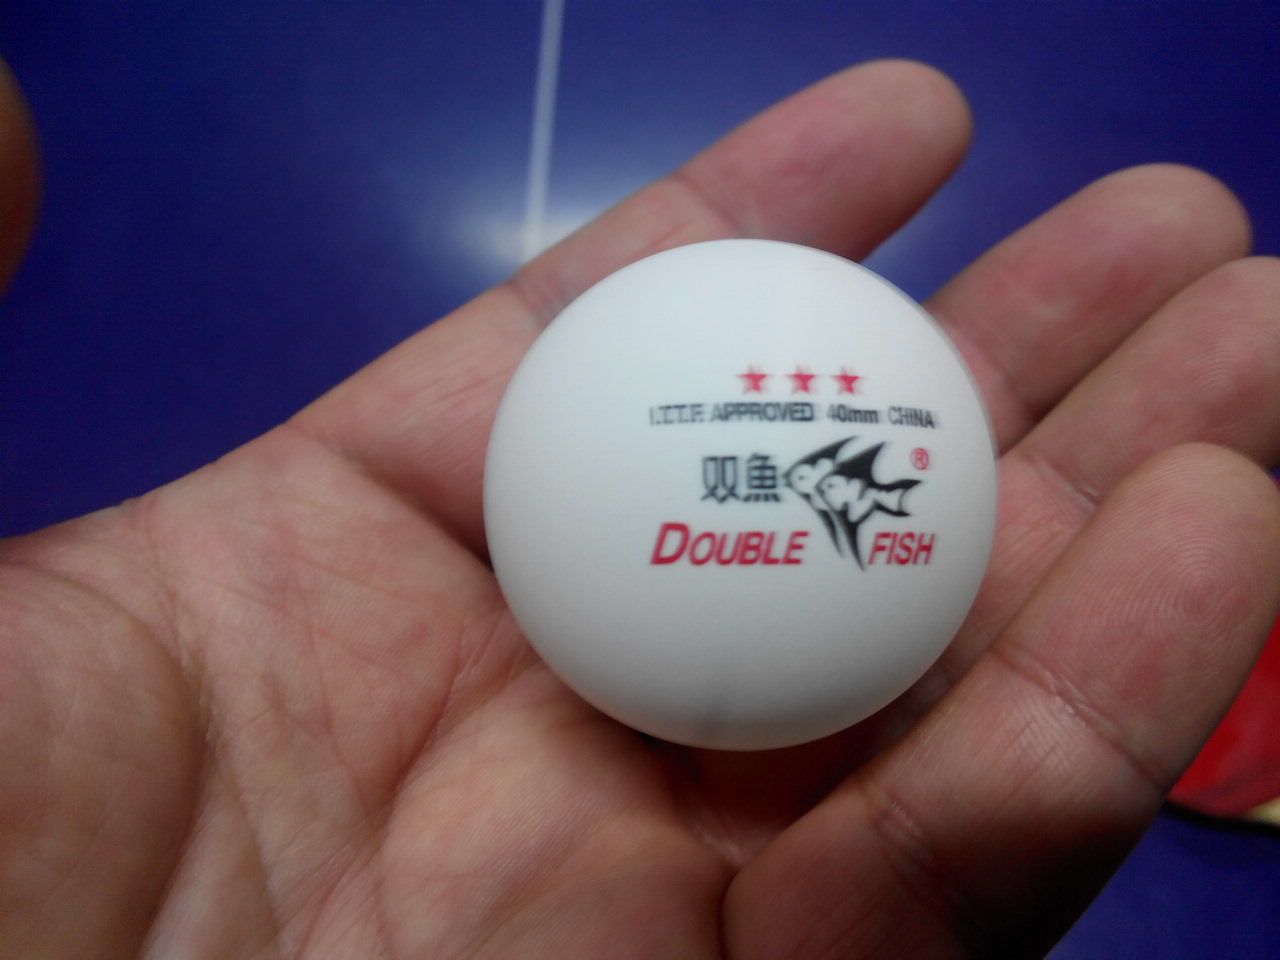 ★ ★ ★
I.T.T.F. APPROVED 40mm CHINA
双魚 ®
DOUBLE FISH